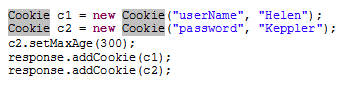 Cookie c1 = new Cookie("userName", "Helen");
Cookie c2 = new Cookie("password", "Keppler");
c2.setMaxAge(300);
response.addCookie(c1);
response.addCookie(c2);